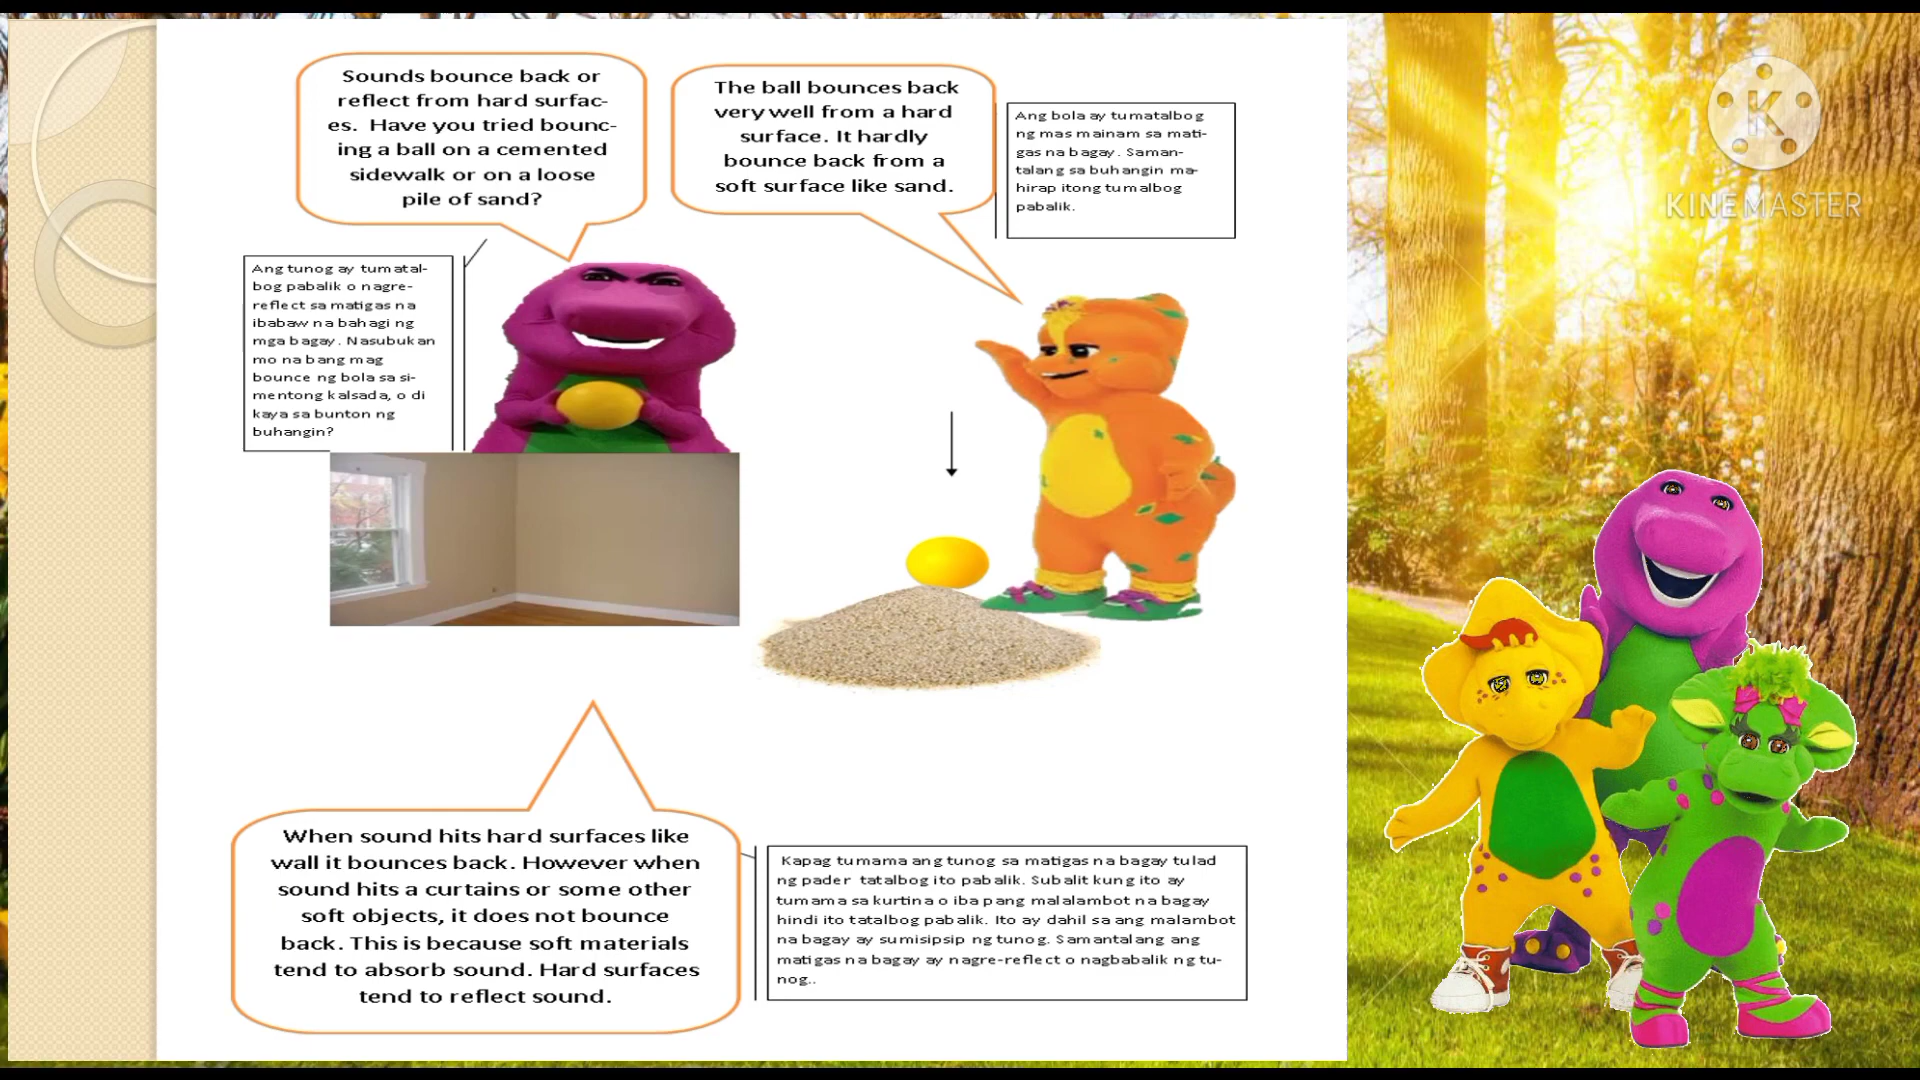 Sounds bounce back or
reflect from hard surfac-
es. Have you tried bounc-
ing a ball on a cemented
sidewalk or on a loose
pile of sand?
The ball bounces back
very well from a hard
surface. It hardly
bounce back from a
soft surface like sand.
Ang bola ay tumatalbog
ng mas mainam sa mati-
gas na bagay. Saman-
talang sa buhangin ma-
hirap itong tumalbog
pabalik.
K
KINEMASTER
Ang tunog ay tumatal-
bog pabalik o nagre-
reflect sa matigas na
ibabaw na bahagi ng
mga bagay. Nasubukan
mo na bang mag
bounce ng bola sa si-
mentong kalsada, o di
kaya sa bunton ng
buhangin?
When sound hits hard surfaces like
wall it bounces back. However when
sound hits a curtains or some other
soft objects, it does not bounce
back. This is because soft materials
tend to absorb sound. Hard surfaces
tend to reflect sound.
Kapag tumama ang tunog sa matigas na bagay tulad
ng pader tatalbog ito pabalik. Subalit kung ito ay
tumama sa kurtina o iba pang malalambot na bagay
hindi ito tatalbog pabalik. Ito ay dahil sa ang malambot
na bagay ay sumisipsip ng tunog. Samantalang ang
matigas na bagay ay nagre-reflect o nagbabalik ng tu-
nog..